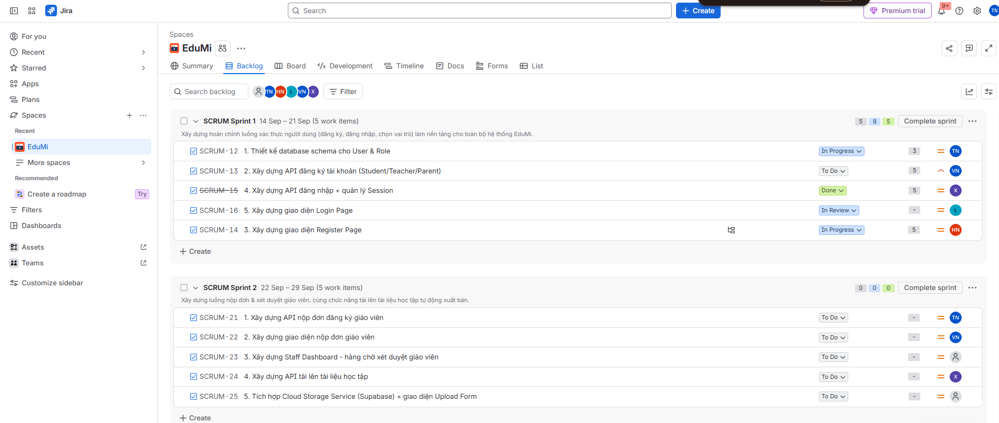 Jira
Search
Create
Premium trial
9+
TN
For you
Recent
Starred
Apps
Plans
Spaces
Recent
EduMi
More spaces
Recommended
Create a roadmap Try
Filters
Dashboards
Assets
Teams
Customize sidebar
Spaces
EduMi
Summary Backlog Board Development Timeline Docs Forms List
Search backlog TN HN L VN X Filter
SCRUM Sprint 1 14 Sep – 21 Sep (5 work items) 5 8 5 Complete sprint
Xây dựng hoàn chỉnh luồng xác thực người dùng (đăng ký, đăng nhập, chọn vai trò) làm nền tảng cho toàn bộ hệ thống EduMi.
SCRUM-12 1. Thiết kế database schema cho User & Role In Progress 3 TN
SCRUM-13 2. Xây dựng API đăng ký tài khoản (Student/Teacher/Parent) To Do 5 VN
SCRUM-15 4. Xây dựng API đăng nhập + quản lý Session Done 5 X
SCRUM-16 5. Xây dựng giao diện Login Page In Review - L
SCRUM-14 3. Xây dựng giao diện Register Page In Progress 5 HN
Create
SCRUM Sprint 2 22 Sep – 29 Sep (5 work items) 0 0 0 Complete sprint
Xây dựng luồng nộp đơn & xét duyệt giáo viên, cùng chức năng tải lên tài liệu học tập tự động xuất bản.
SCRUM-21 1. Xây dựng API nộp đơn đăng ký giáo viên To Do - TN
SCRUM-22 2. Xây dựng giao diện nộp đơn giáo viên To Do - VN
SCRUM-23 3. Xây dựng Staff Dashboard - hàng chờ xét duyệt giáo viên To Do -
SCRUM-24 4. Xây dựng API tải lên tài liệu học tập To Do - X
SCRUM-25 5. Tích hợp Cloud Storage Service (Supabase) + giao diện Upload Form To Do -
Create